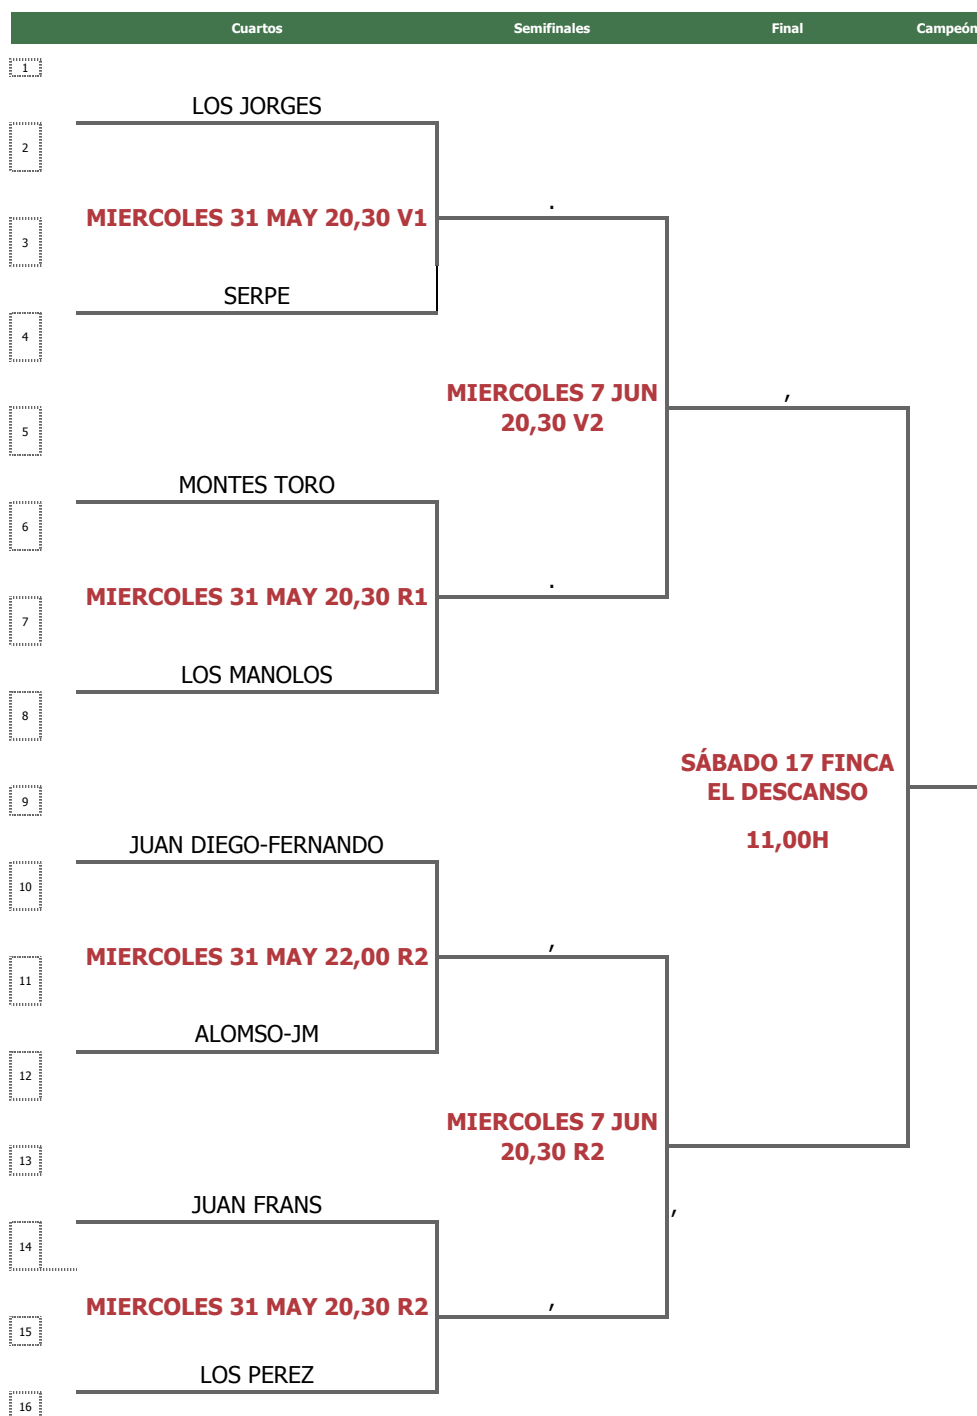 Cuartos Semifinales Final Campeón
1
LOS JORGES
2
MIERCOLES 31 MAY 20,30 V1
.
3
SERPE
4
MIERCOLES 7 JUN
20,30 V2
,
5
MONTES TORO
6
MIERCOLES 31 MAY 20,30 R1
.
7
LOS MANOLOS
8
SÁBADO 17 FINCA
EL DESCANSO
9
11,00H
JUAN DIEGO-FERNANDO
10
MIERCOLES 31 MAY 22,00 R2
,
11
ALOMSO-JM
12
MIERCOLES 7 JUN
20,30 R2
13
JUAN FRANS
,
14
MIERCOLES 31 MAY 20,30 R2
,
15
LOS PEREZ
16